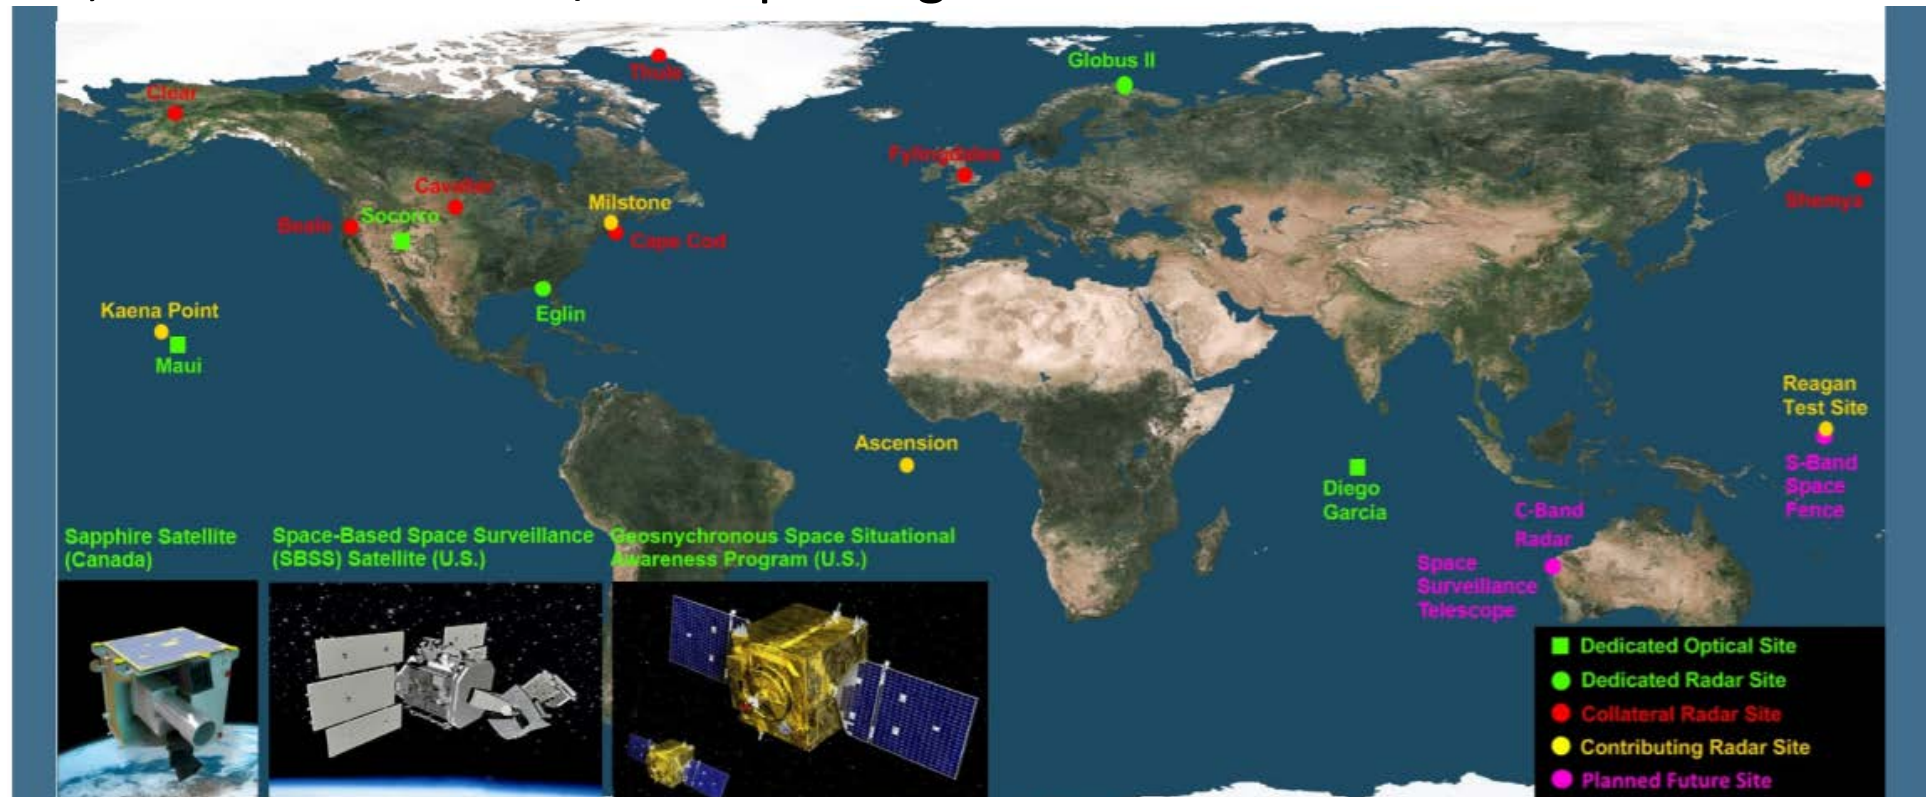 Thule
Globus II
Clear
Fylingdales
Cavalier
Milstone
Shemya
Socorro
Beale
Cape Cod
Kaena Point
Eglin
Maui
Reagan
Test Site
Ascension
S-Band
Space
Fence
Diego
Garcia
C-Band
Radar
Space
Surveillance
Telescope
Sapphire Satellite
(Canada)
Space-Based Space Surveillance
(SBSS) Satellite (U.S.)
Geosnychronous Space Situational
Awareness Program (U.S.)
Dedicated Optical Site
Dedicated Radar Site
Collateral Radar Site
Contributing Radar Site
Planned Future Site